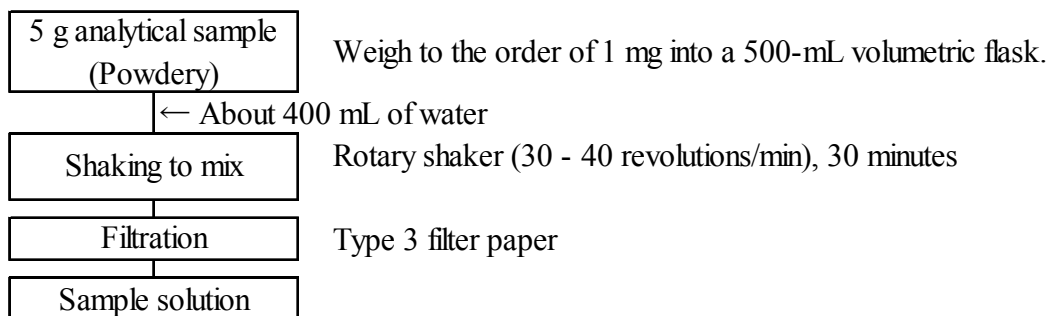 5 g analytical sample
(Powdery)
Weigh to the order of 1 mg into a 500-mL volumetric flask.
← About 400 mL of water
Shaking to mix
Rotary shaker (30 - 40 revolutions/min), 30 minutes
Filtration
Type 3 filter paper
Sample solution